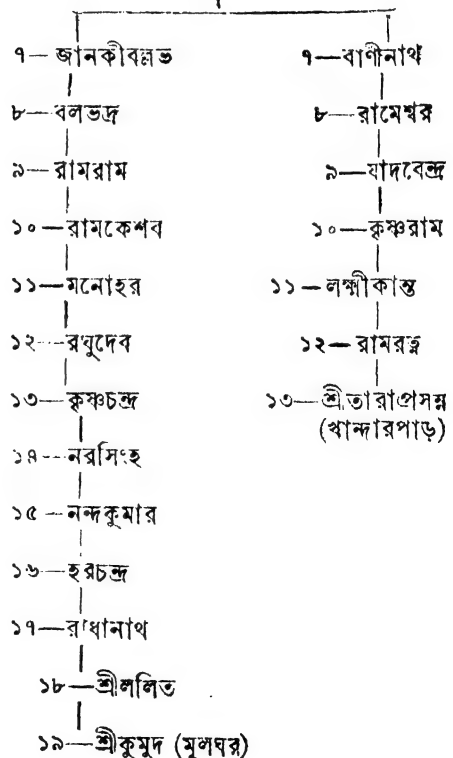 ৭—জানকীবল্লভ
৮—বলভদ্র
৯—রামরাম
১০—রামকেশব
১১—মনোহর
১২—রঘুদেব
১৩—কৃষ্ণচন্দ্র
১৪—নরসিংহ
১৫—নন্দকুমার
১৬—হরচন্দ্র
১৭—রাধানাথ
১৮—শ্রীললিত
১৯—শ্রীকুমুদ (মূলঘর)
৭—বাণীনাথ
৮—রামেশ্বর
৯—যাদবেন্দ্র
১০—কৃষ্ণরাম
১১—লক্ষ্মীকান্ত
১২—রামরত্ন
১৩—শ্রীতারাপ্রসন্ন
(খান্দারপাড়)